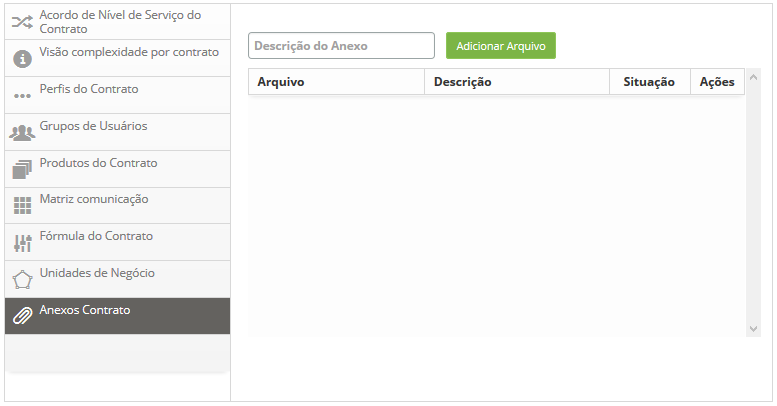 Acordo de Nível de Serviço do
Contrato
Visão complexidade por contrato
Perfis do Contrato
Grupos de Usuários
Produtos do Contrato
Matriz comunicação
Fórmula do Contrato
Unidades de Negócio
Anexos Contrato
Descrição do Anexo Adicionar Arquivo
Arquivo Descrição Situação Ações